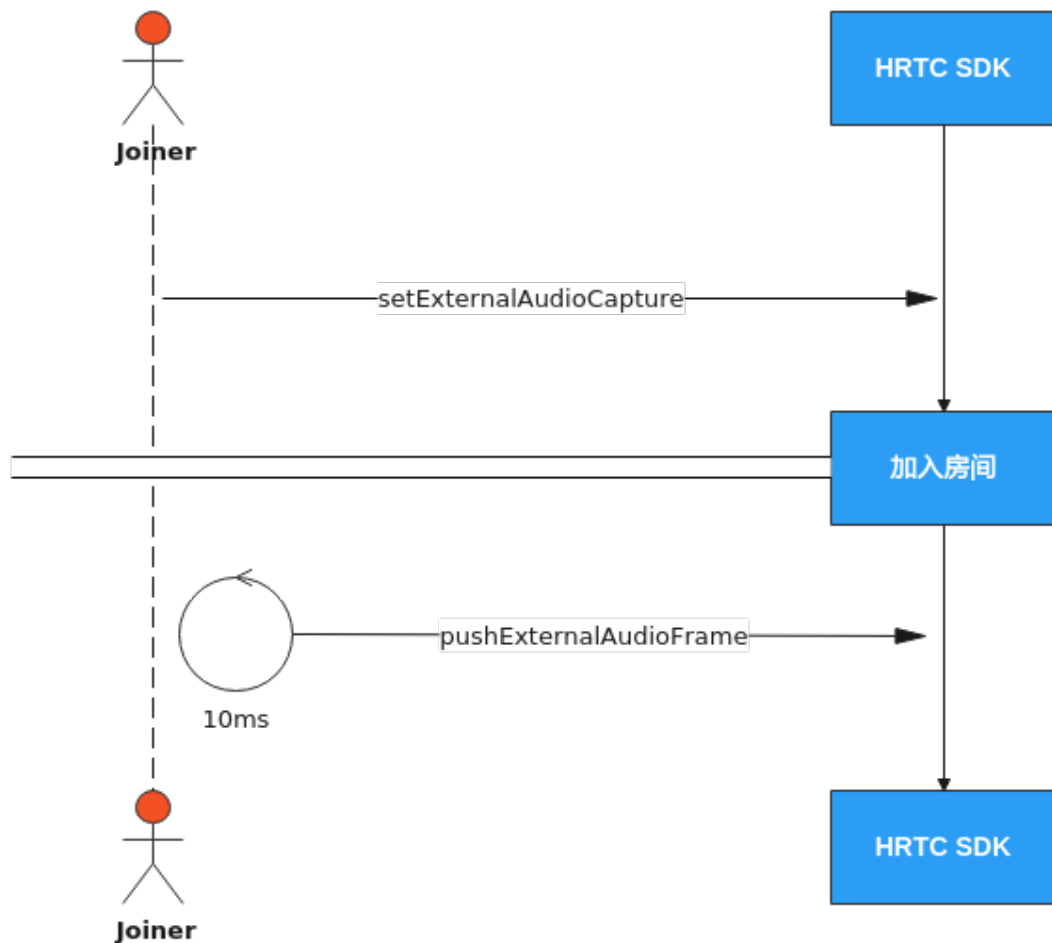 HRTC SDK
Joiner
setExternalAudioCapture
加入房间
pushExternalAudioFrame
10ms
HRTC SDK
Joiner